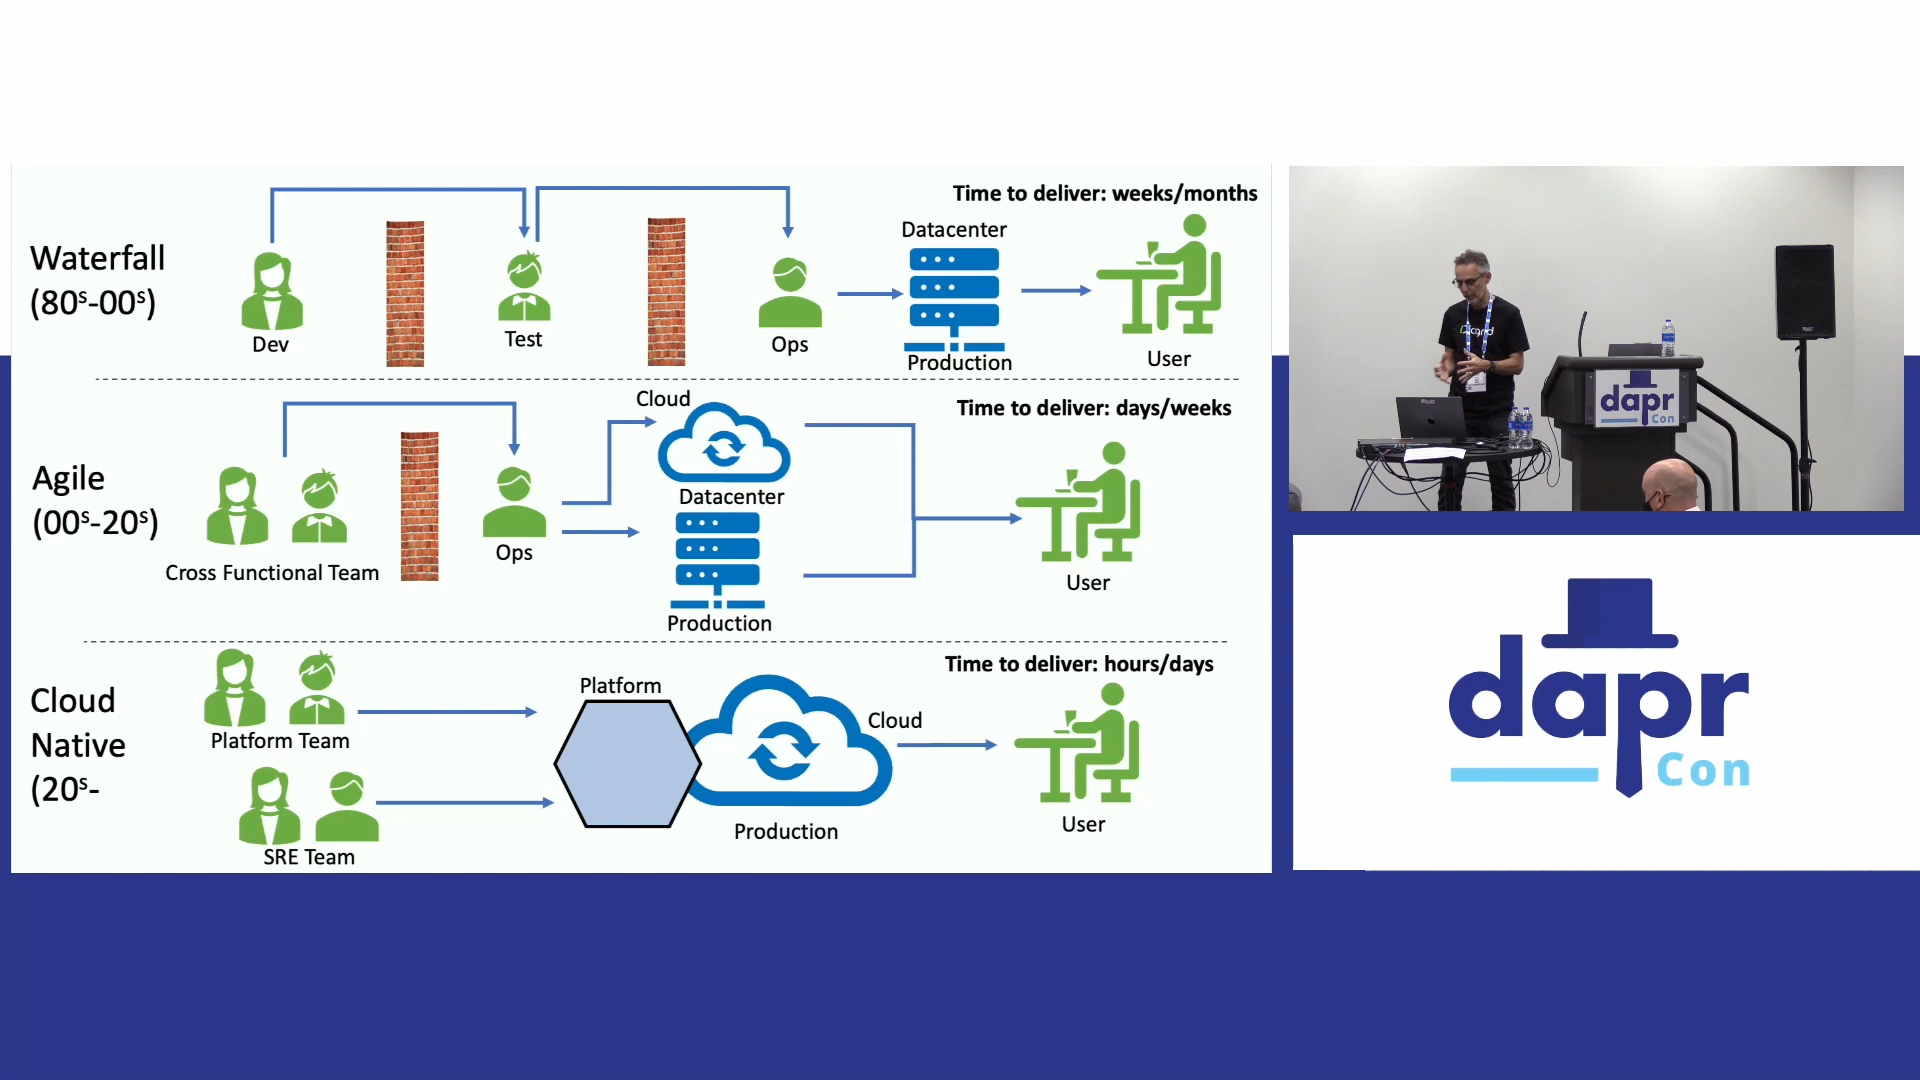 Time to deliver: weeks/months
Waterfall
(80s-00s)
Dev
Test
Ops
Datacenter
Production
User
Time to deliver: days/weeks
Agile
(00s-20s)
Cross Functional Team
Ops
Cloud
Datacenter
Production
User
Time to deliver: hours/days
Cloud
Native
(20s-
Platform Team
SRE Team
Platform
Cloud
Production
User
dapr
Con
dapr
Con